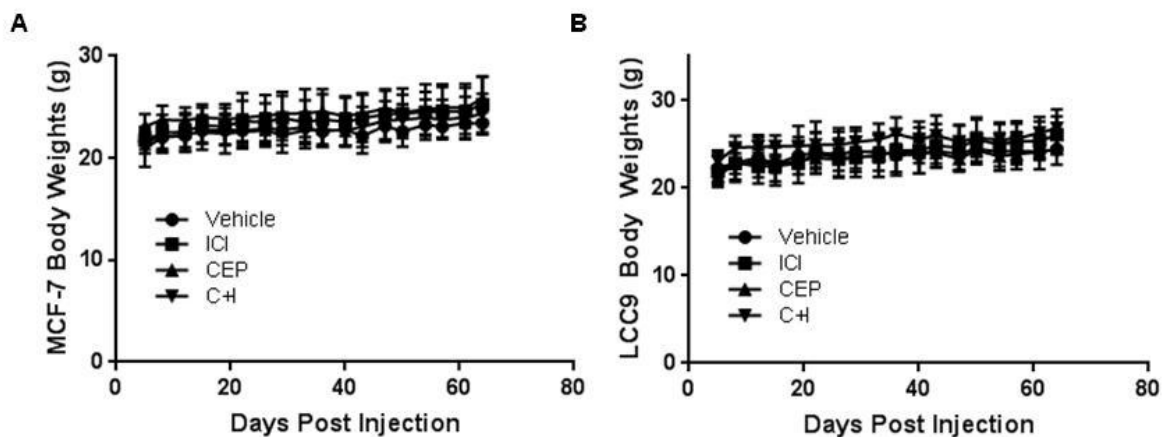 A
MCF-7 Body Weights (g)
30
20
10
0
Vehicle
ICI
CEP
C+I
0 20 40 60 80
Days Post Injection
B
LCC9 Body Weights (g)
30
20
10
0
Vehicle
ICI
CEP
C+I
0 20 40 60 80
Days Post Injection